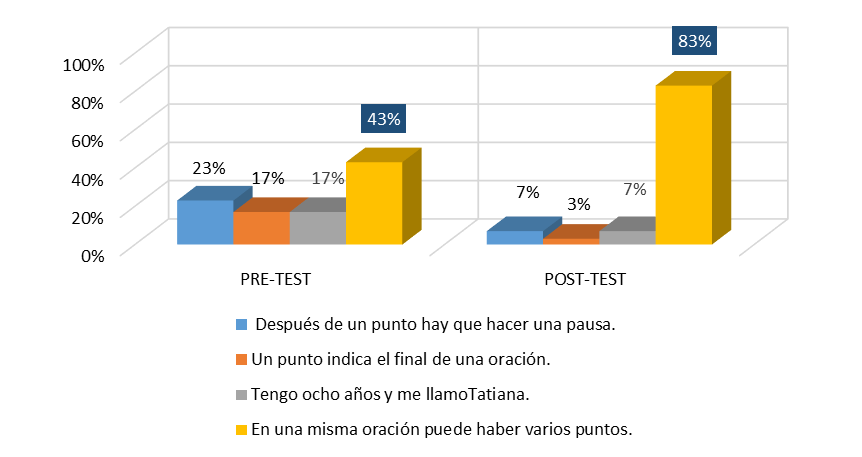 100%
80%
60%
40%
20%
0%
23%
17%
17%
43%
7%
3%
7%
83%
PRE-TEST
POST-TEST
Después de un punto hay que hacer una pausa.
Un punto indica el final de una oración.
Tengo ocho años y me llamoTatiana.
En una misma oración puede haber varios puntos.